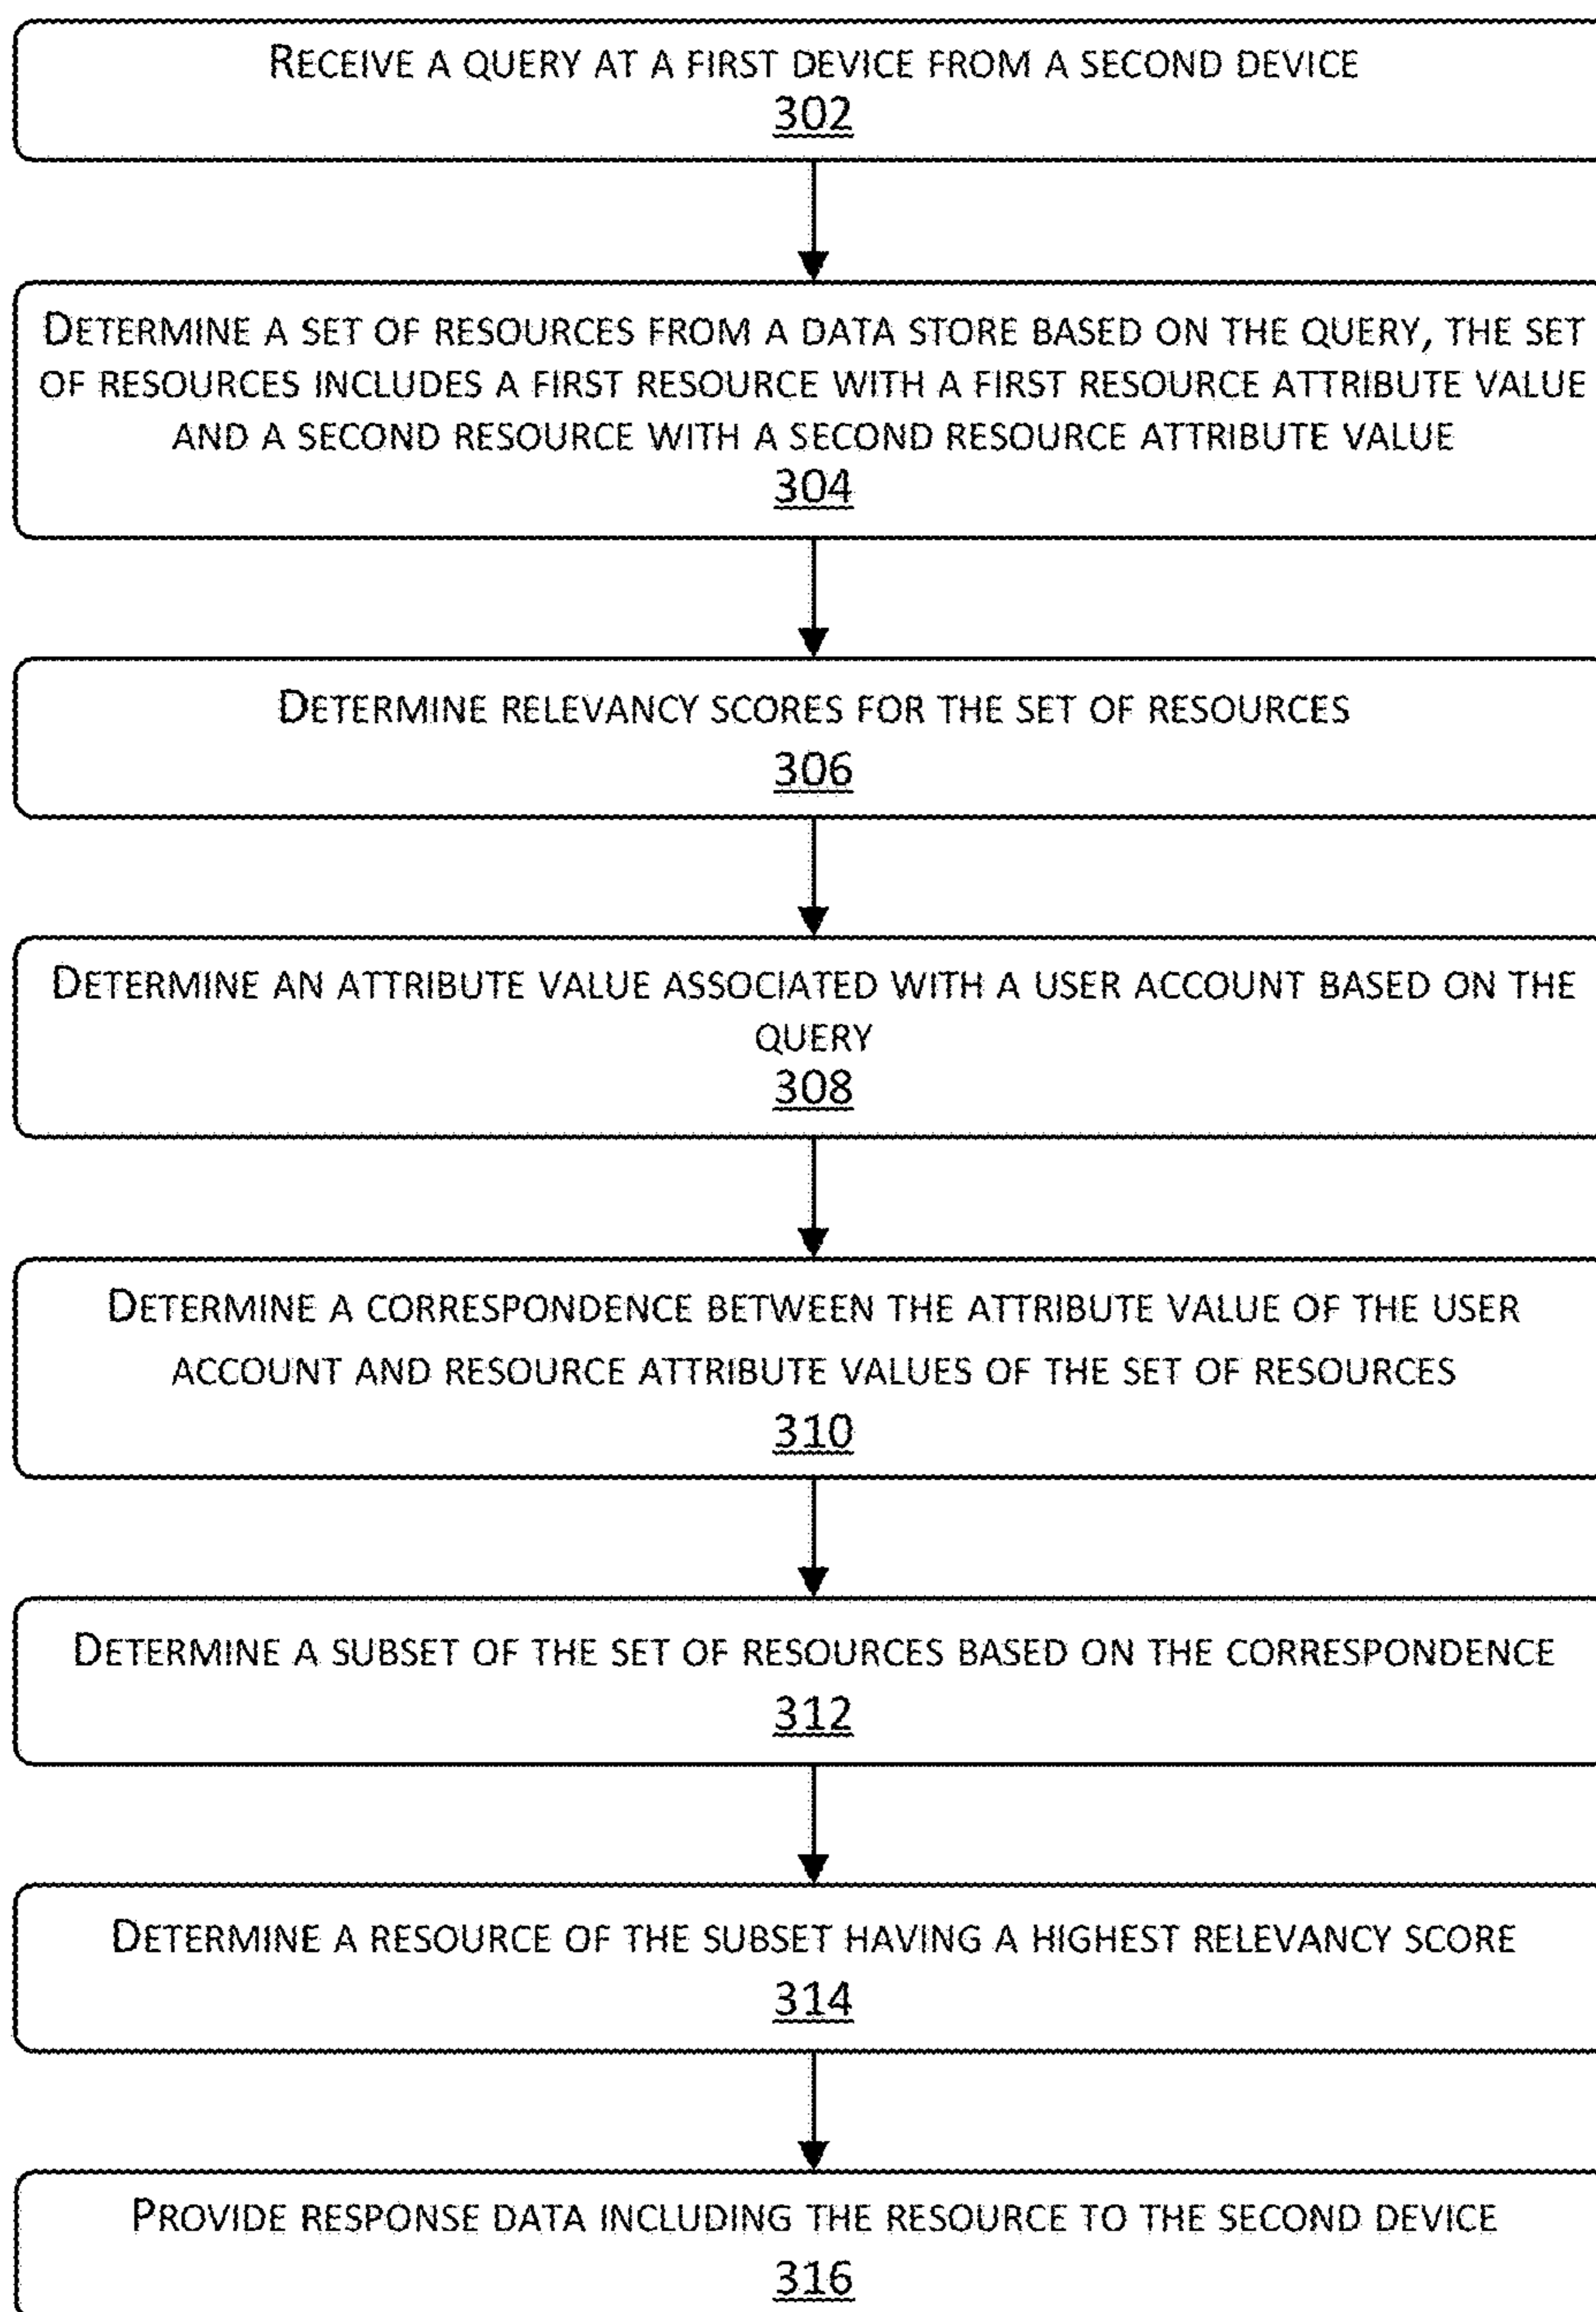 RECEIVE A QUERY AT A FIRST DEVICE FROM A SECOND DEVICE
302
DETERMINE A SET OF RESOURCES FROM A DATA STORE BASED ON THE QUERY, THE SET
OF RESOURCES INCLUDES A FIRST RESOURCE WITH A FIRST RESOURCE ATTRIBUTE VALUE
AND A SECOND RESOURCE WITH A SECOND RESOURCE ATTRIBUTE VALUE
304
DETERMINE RELEVANCY SCORES FOR THE SET OF RESOURCES
306
DETERMINE AN ATTRIBUTE VALUE ASSOCIATED WITH A USER ACCOUNT BASED ON THE
QUERY
308
DETERMINE A CORRESPONDENCE BETWEEN THE ATTRIBUTE VALUE OF THE USER
ACCOUNT AND RESOURCE ATTRIBUTE VALUES OF THE SET OF RESOURCES
310
DETERMINE A SUBSET OF THE SET OF RESOURCES BASED ON THE CORRESPONDENCE
312
DETERMINE A RESOURCE OF THE SUBSET HAVING A HIGHEST RELEVANCY SCORE
314
PROVIDE RESPONSE DATA INCLUDING THE RESOURCE TO THE SECOND DEVICE
316